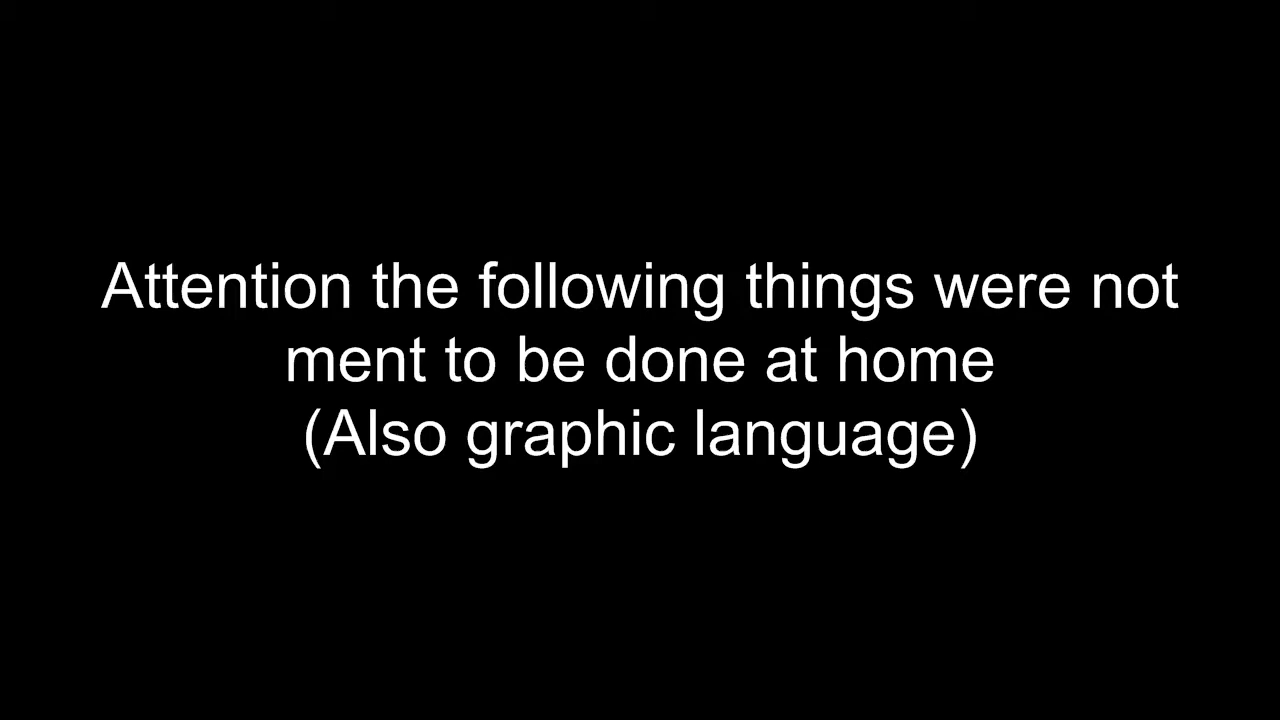 Attention the following things were not
ment to be done at home
(Also graphic language)